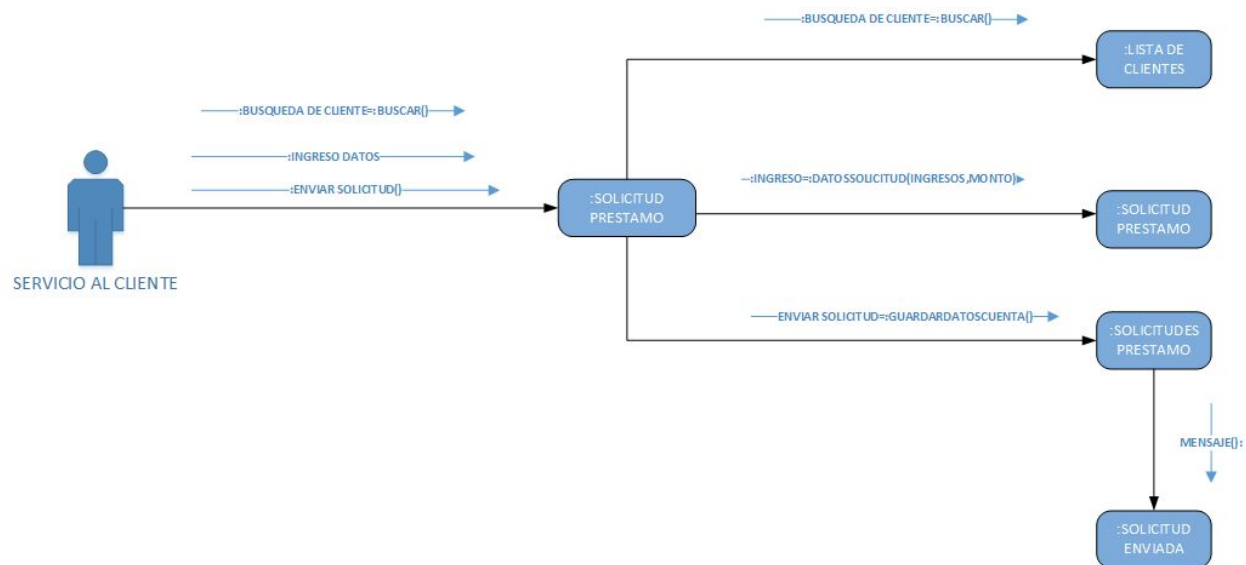 :BUSQUEDA DE CLIENTE=:BUSCAR()
:LISTA DE
CLIENTES
:BUSQUEDA DE CLIENTE=:BUSCAR()
:INGRESO DATOS
:ENVIAR SOLICITUD()
:SOLICITUD
PRESTAMO
:INGRESO=:DATOSSOLICITUD(INGRESOS,MONTO)
:SOLICITUD
PRESTAMO
SERVICIO AL CLIENTE
ENVIAR SOLICITUD=:GUARDARDATOSCUENTA()
:SOLICITUDES
PRESTAMO
MENSAJE():
:SOLICITUD
ENVIADA